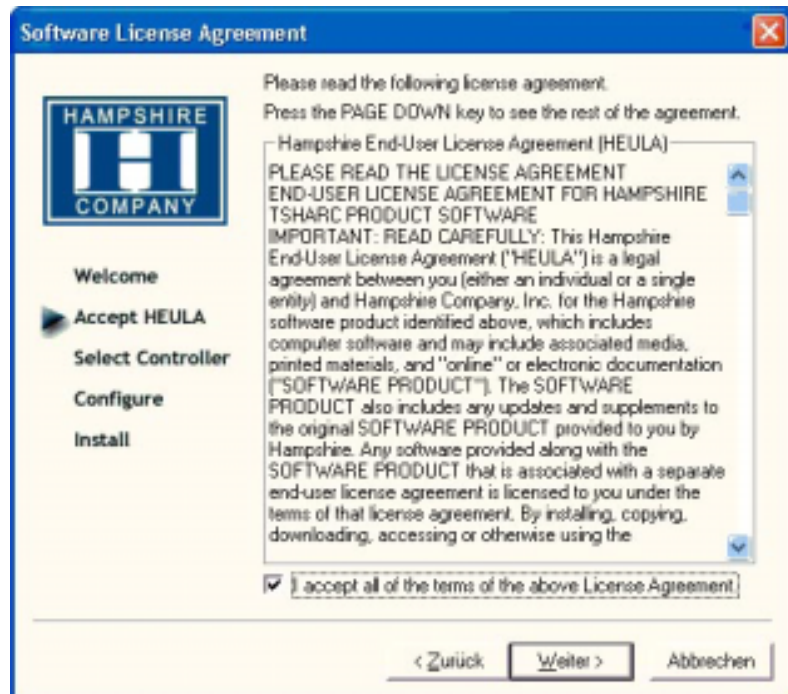 Software License Agreement
HAMPSHIRE
H
COMPANY
Welcome
Accept HEULA
Select Controller
Configure
Install
Please read the following license agreement.
Press the PAGE DOWN key to see the rest of the agreement.
Hampshire End-User License Agreement (HEULA)
PLEASE READ THE LICENSE AGREEMENT
END-USER LICENSE AGREEMENT FOR HAMPSHIRE
TSHARC PRODUCT SOFTWARE
IMPORTANT: READ CAREFULLY: This Hampshire
End-User License Agreement ("HEULA") is a legal
agreement between you (either an individual or a single
entity) and Hampshire Company, Inc. for the Hampshire
software product identified above, which includes
computer software and may include associated media,
printed materials, and "online" or electronic documentation
("SOFTWARE PRODUCT"). The SOFTWARE
PRODUCT also includes any updates and supplements to
the original SOFTWARE PRODUCT provided to you by
Hampshire. Any software provided along with the
SOFTWARE PRODUCT that is associated with a separate
end-user license agreement is licensed to you under the
terms of that license agreement. By installing, copying,
downloading, accessing or otherwise using the
I accept all of the terms of the above License Agreement.
< Zurück
Weiter >
Abbrechen